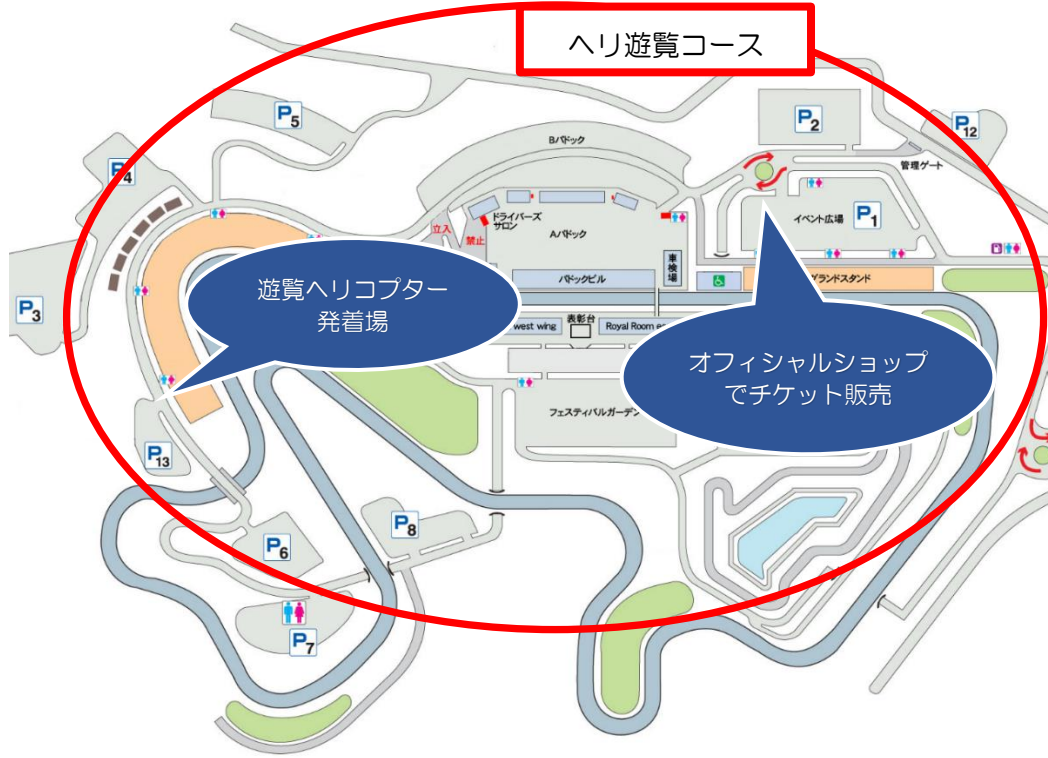 ヘリ遊覧コース
P5
P2
P12
Bパドック
管理ゲート
P4
ドライバーズ
サロン
P1
イベント広場
立入
禁止
Aパドック
車検場
パドックビル
グランドスタンド
遊覧ヘリコプター
発着場
P3
west wing
表彰台
Royal Room
オフィシャルショップ
でチケット販売
フェスティバルガーデン
P13
P8
P6
P7